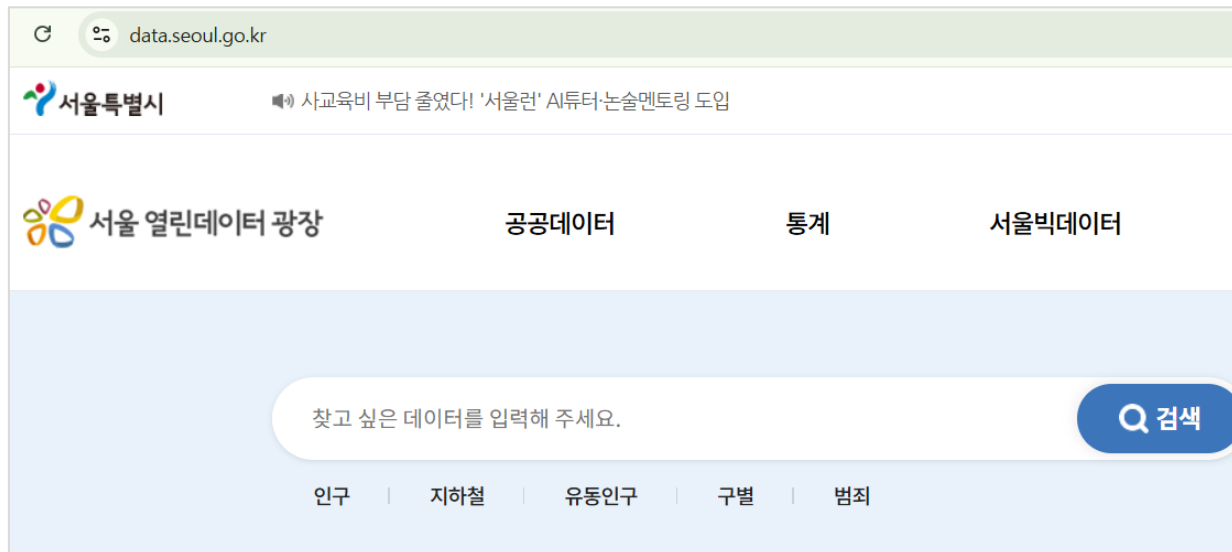 data.seoul.go.kr
서울특별시 사교육비 부담 줄였다! '서울런' AI튜터·논술멘토링 도입
서울 열린데이터 광장 공공데이터 통계 서울빅데이터
찾고 싶은 데이터를 입력해 주세요. 검색
인구 지하철 유동인구 구별 범죄